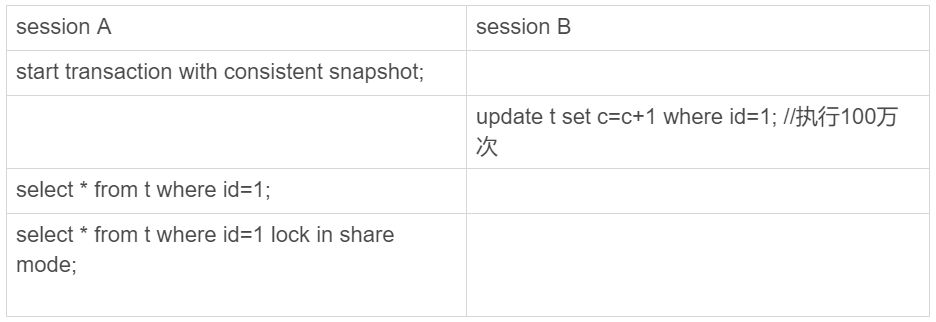 session A
session B
start transaction with consistent snapshot;
update t set c=c+1 where id=1; //执行100万
次
select * from t where id=1;
select * from t where id=1 lock in share
mode;